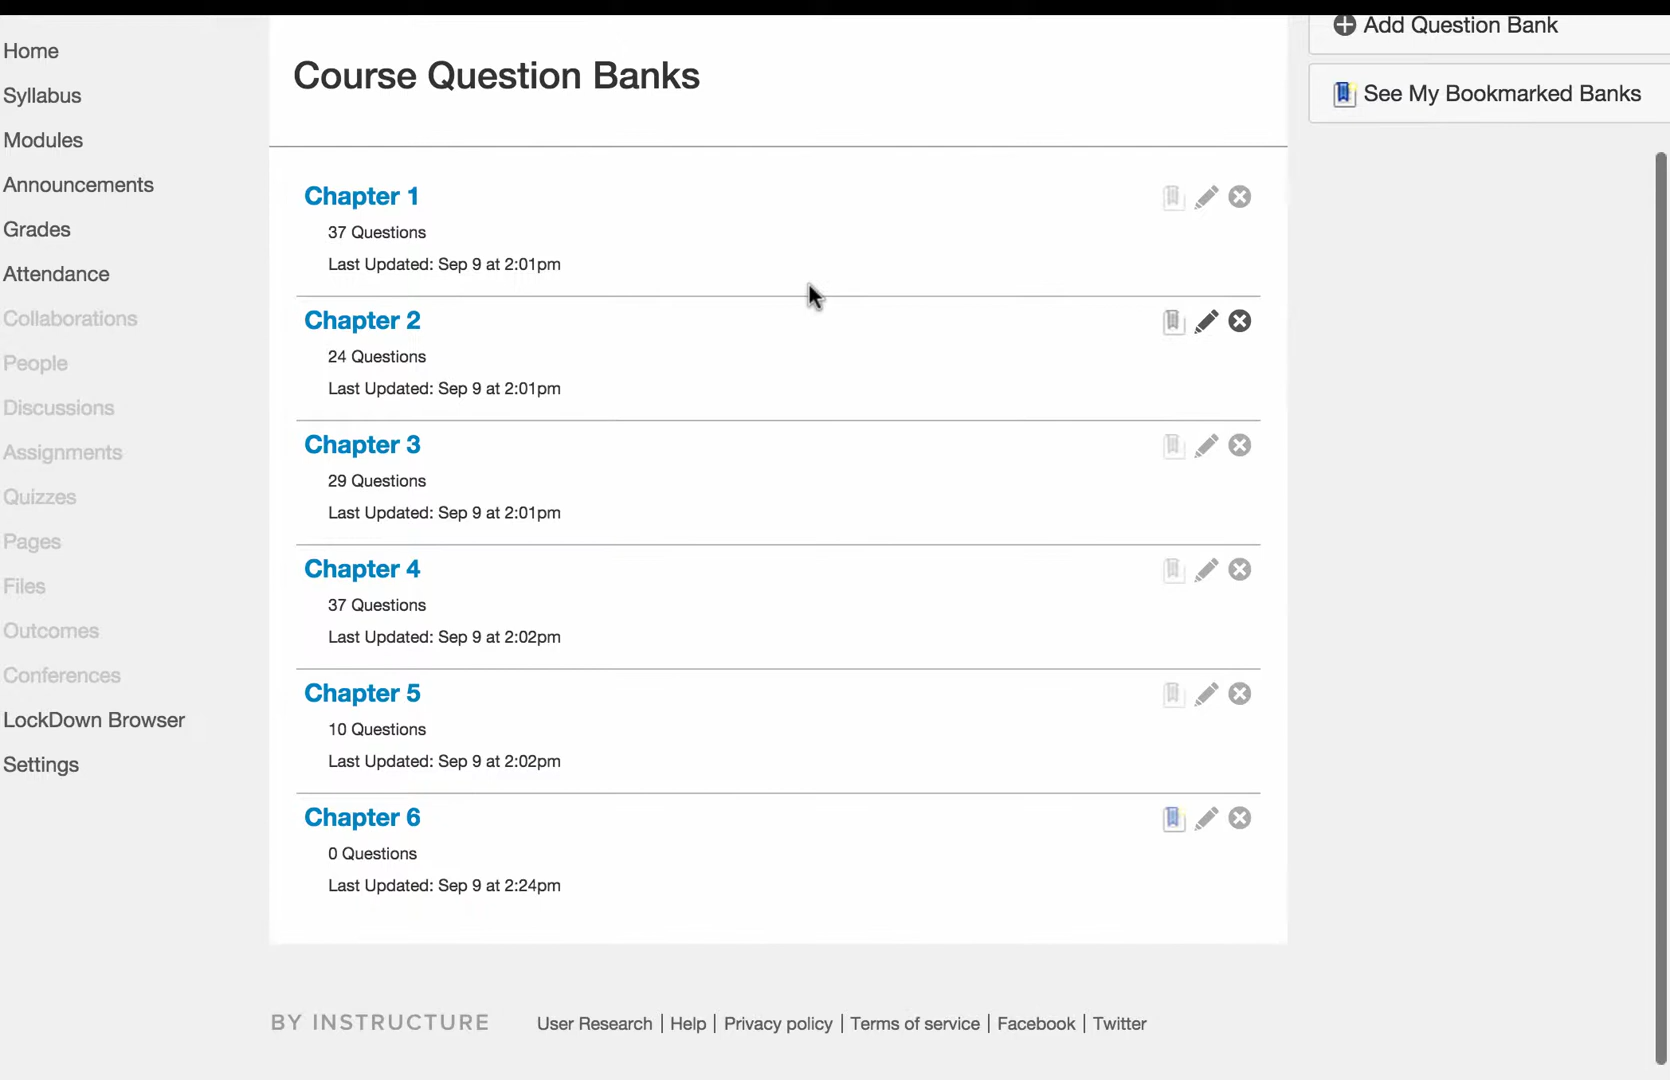 Home
Syllabus
Modules
Announcements
Grades
Attendance
Collaborations
People
Discussions
Assignments
Quizzes
Pages
Files
Outcomes
Conferences
LockDown Browser
Settings
Course Question Banks
Chapter 1
37 Questions
Last Updated: Sep 9 at 2:01pm
Chapter 2
24 Questions
Last Updated: Sep 9 at 2:01pm
Chapter 3
29 Questions
Last Updated: Sep 9 at 2:01pm
Chapter 4
37 Questions
Last Updated: Sep 9 at 2:02pm
Chapter 5
10 Questions
Last Updated: Sep 9 at 2:02pm
Chapter 6
0 Questions
Last Updated: Sep 9 at 2:24pm
Add Question Bank
See My Bookmarked Banks
BY INSTRUCTURE
User Research | Help | Privacy policy | Terms of service | Facebook | Twitter